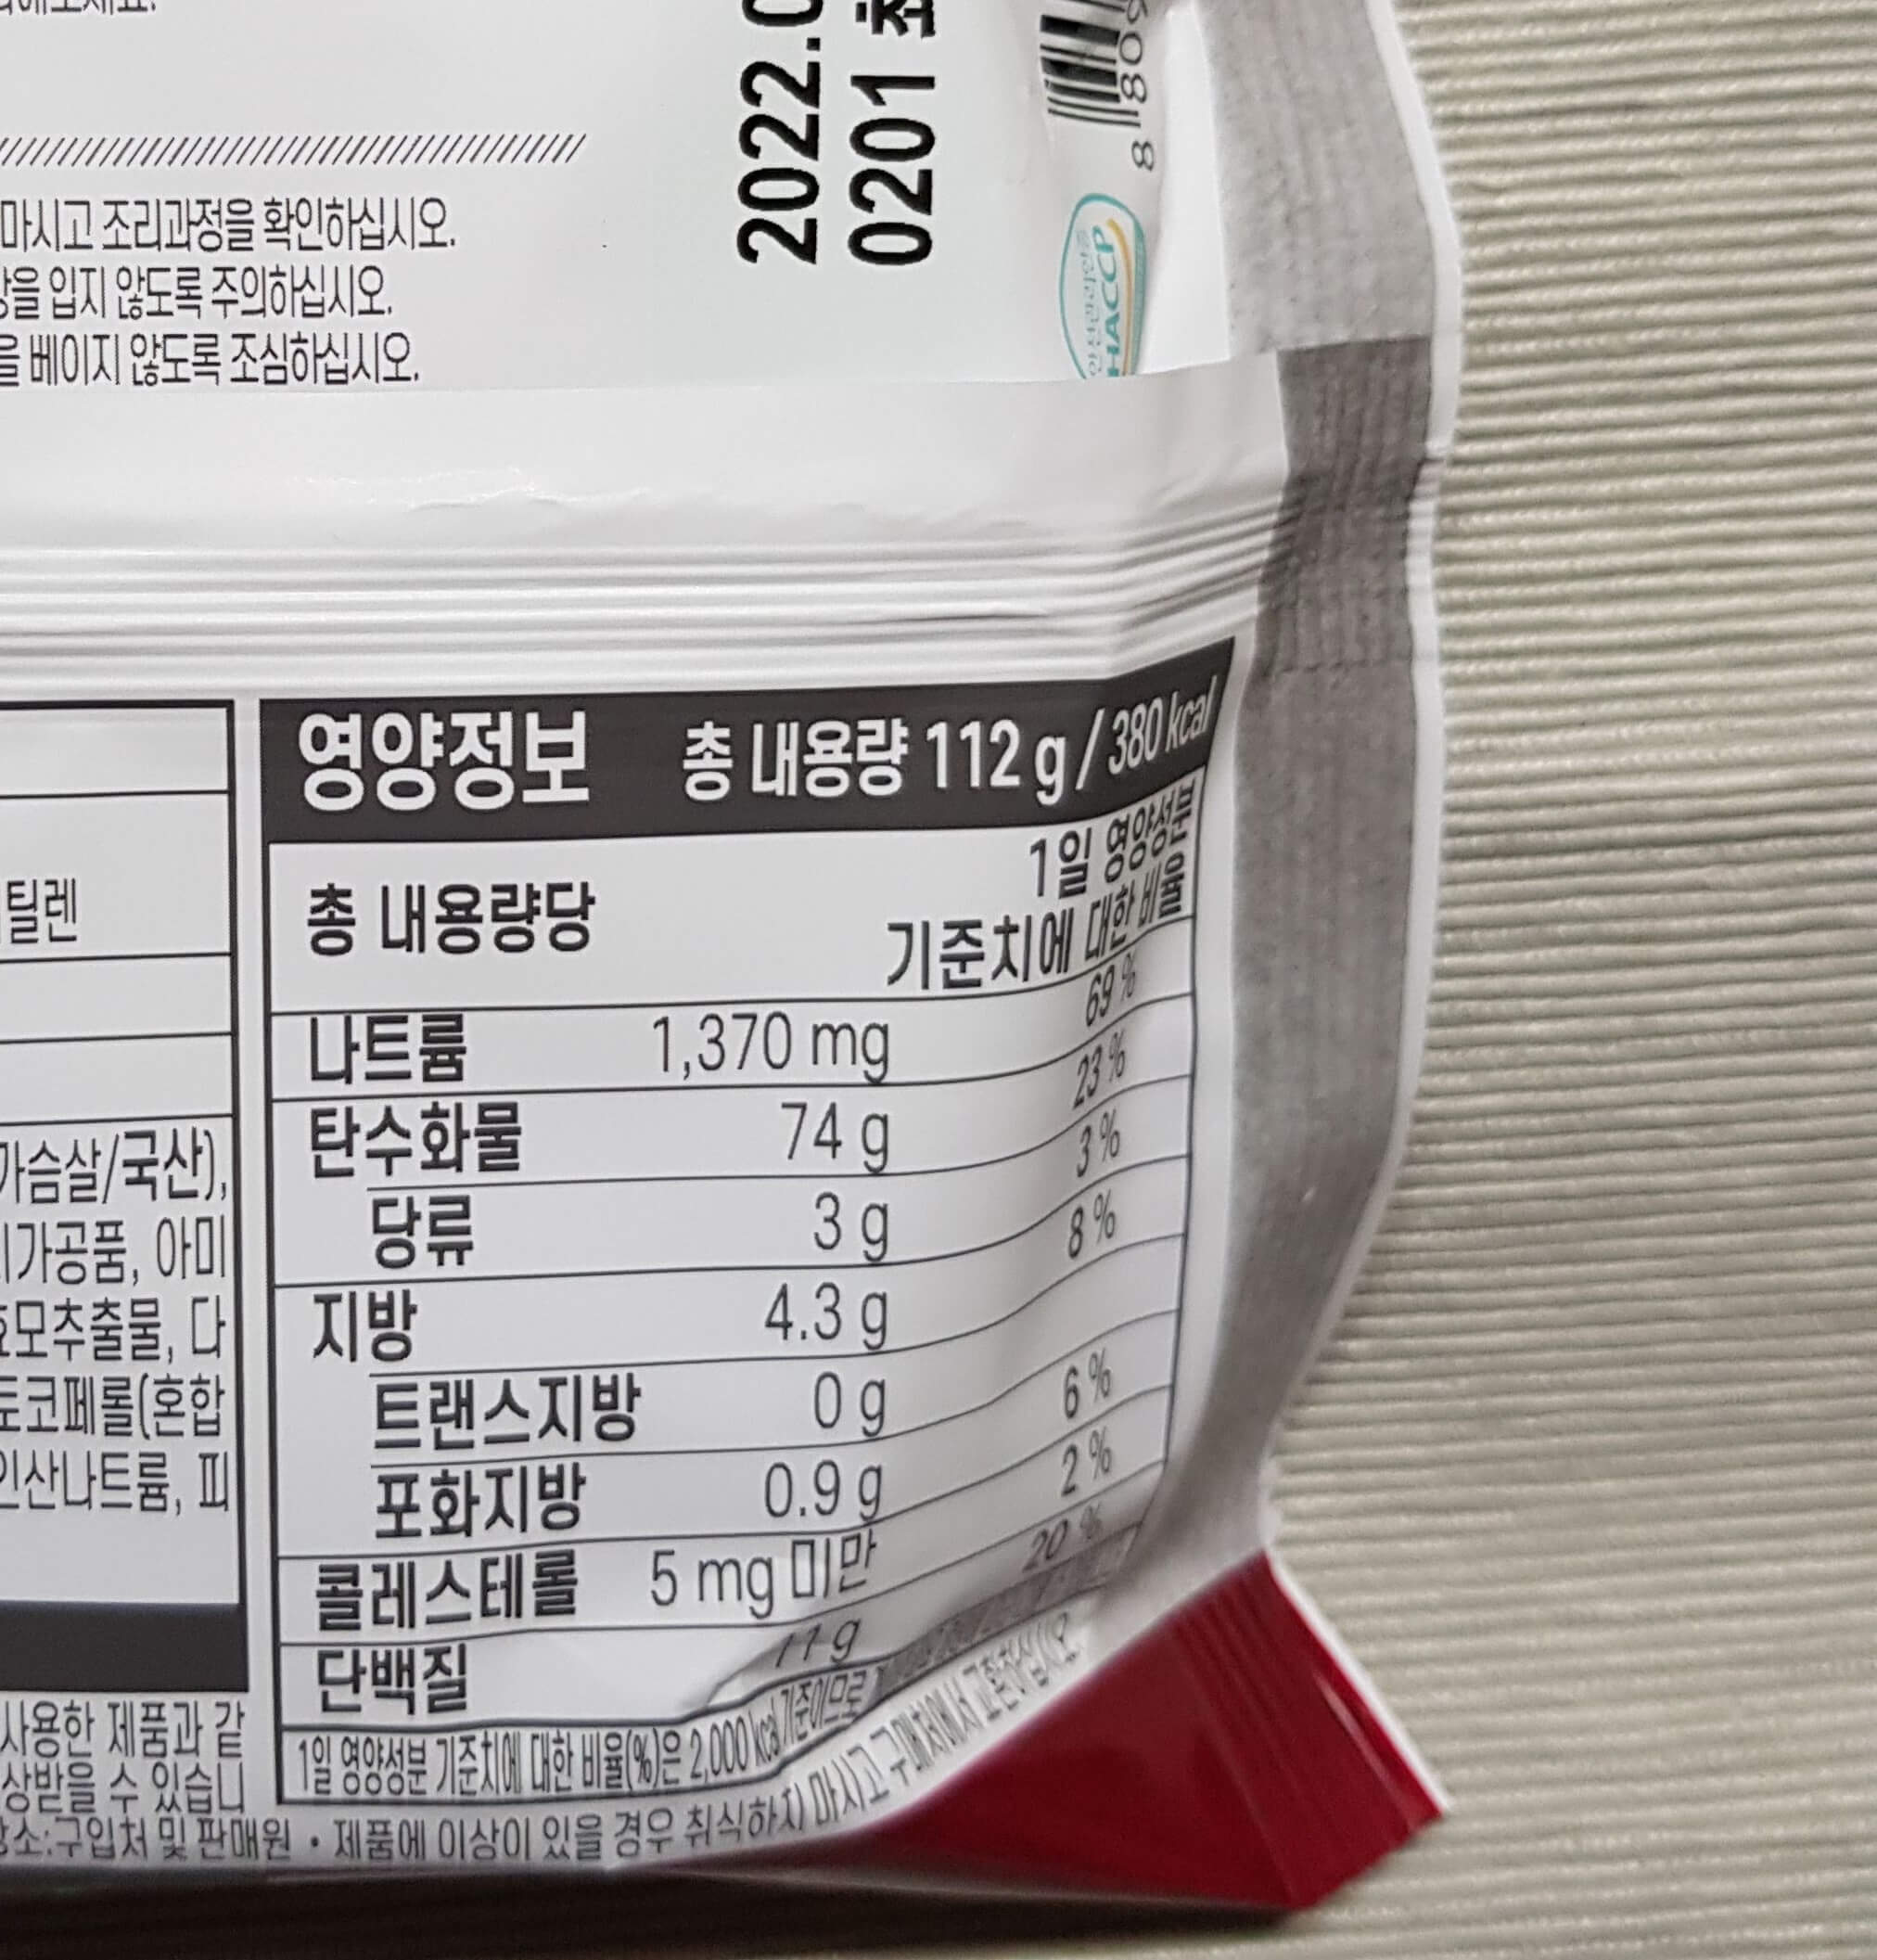 마시고 조리과정을 확인하십시오.
을 입지 않도록 주의하십시오.
베이지 않도록 조심하십시오.
2022.0
0201
8 809
안전관리인증
HACCP
영양정보 총 내용량 112 g / 380 kcal
총 내용량당 1일 영양성분
기준치에 대한 비율
나트륨 1,370 mg 69 %
탄수화물 74 g 23 %
당류 3 g 3 %
지방 4.3 g 8 %
트랜스지방 0 g
포화지방 0.9 g 6 %
콜레스테롤 5 mg 미만 2 %
단백질 11 g 20 %
1일 영양성분 기준치에 대한 비율(%)은 2,000 kcal 기준이므로
틸렌
가슴살/국산),
가공품, 아미
효모추출물, 다
토코페롤(혼합
인산나트륨, 피
사용한 제품과 같
상받을 수 있습니
소:구입처 및 판매원 • 제품에 이상이 있을 경우 취식하지 마시고 구매처에서 교환하십시오